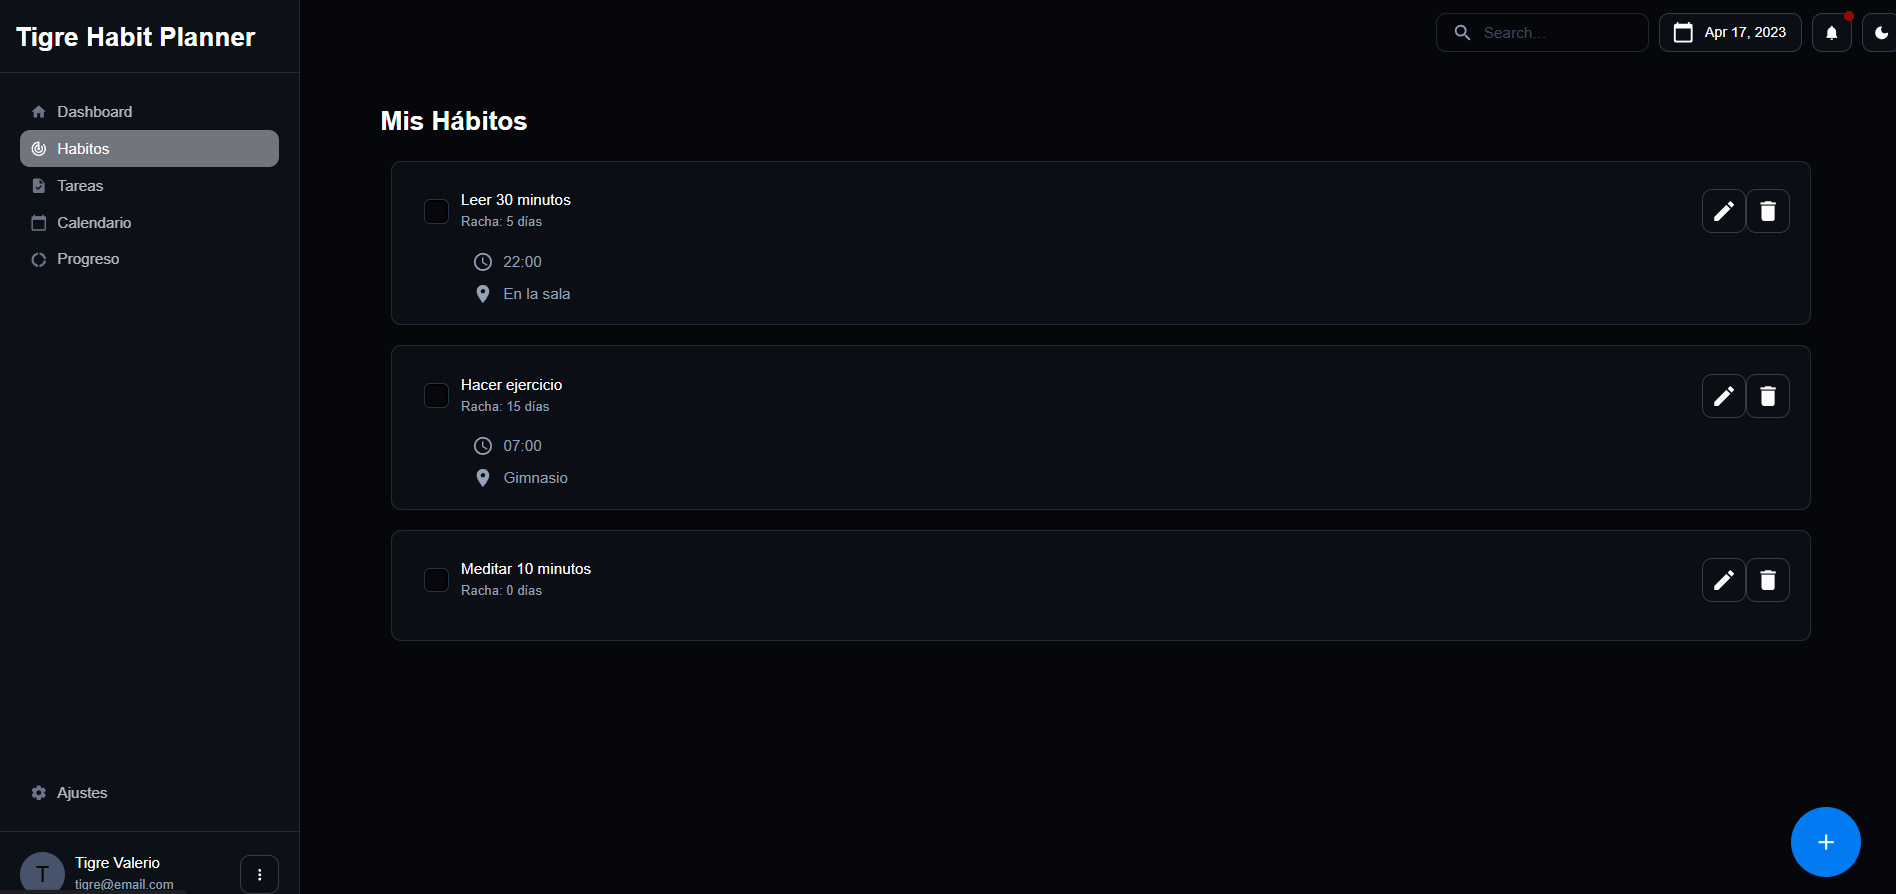 Tigre Habit Planner
Dashboard
Habitos
Tareas
Calendario
Progreso
Ajustes
T
Tigre Valerio
tigre@email.com
Search…
Apr 17, 2023
Mis Hábitos
Leer 30 minutos
Racha: 5 días
22:00
En la sala
Hacer ejercicio
Racha: 15 días
07:00
Gimnasio
Meditar 10 minutos
Racha: 0 días
+